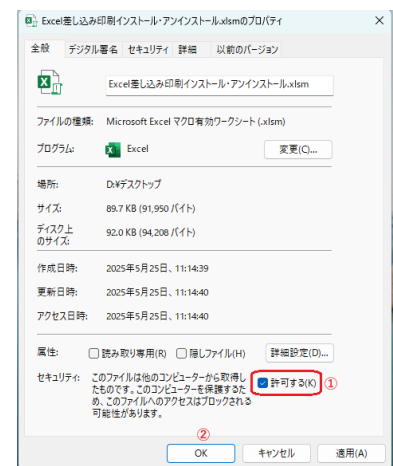 Excel差し込み印刷インストール・アンインストール.xlsmのプロパティ
全般 デジタル署名 セキュリティ 詳細 以前のバージョン
Excel差し込み印刷インストール・アンインストール.xlsm
ファイルの種類: Microsoft Excel マクロ有効ワークシート (.xlsm)
プログラム: Excel 変更(C)...
場所: D:¥デスクトップ
サイズ: 89.7 KB (91,950 バイト)
ディスク上
のサイズ: 92.0 KB (94,208 バイト)
作成日時: 2025年5月25日、11:14:39
更新日時: 2025年5月25日、11:14:40
アクセス日時: 2025年5月25日、11:14:40
属性: 読み取り専用(R) 隠しファイル(H) 詳細設定(D)...
セキュリティ: このファイルは他のコンピューターから取得し
たものです。このコンピューターを保護するた
め、このファイルへのアクセスはブロックされる
可能性があります。
許可する(K) ①
②
OK キャンセル 適用(A)